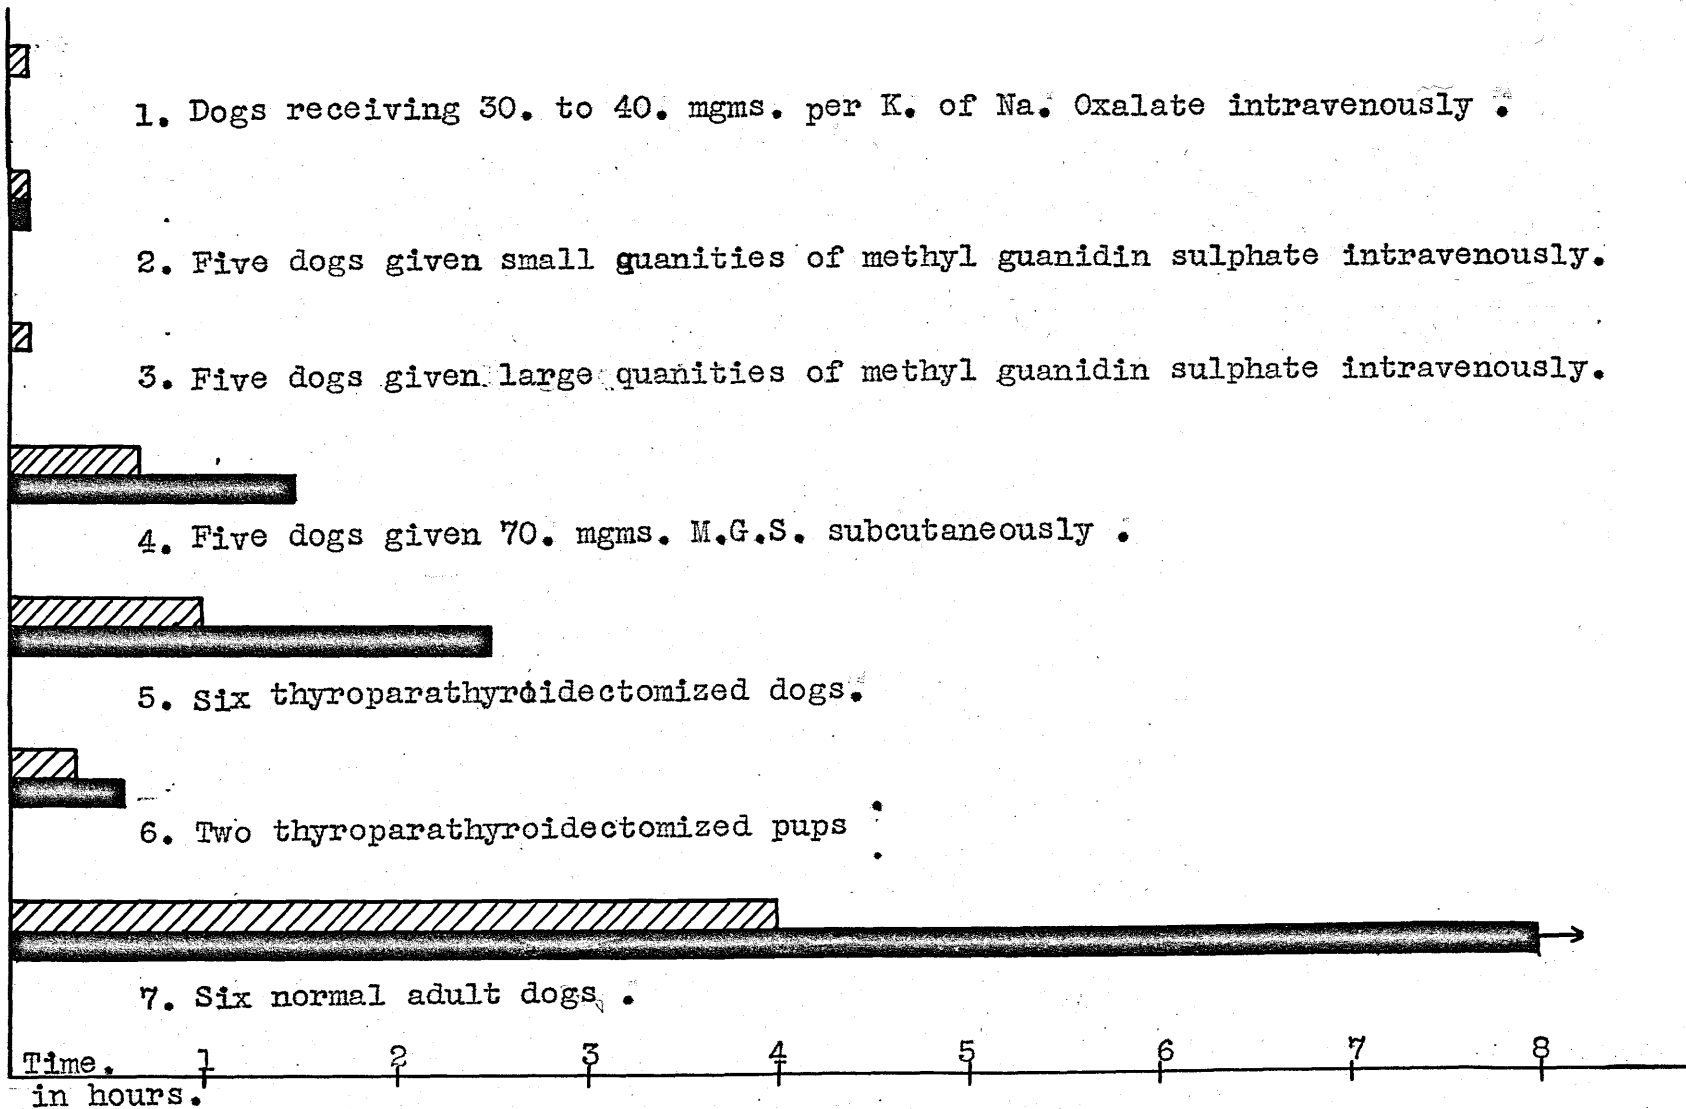 1. Dogs receiving 30. to 40. mgms. per K. of Na. Oxalate intravenously .
2. Five dogs given small guanities of methyl guanidin sulphate intravenously.
3. Five dogs given large quanities of methyl guanidin sulphate intravenously.
4. Five dogs given 70. mgms. M.G.S. subcutaneously .
5. Six thyroparathyroidectomized dogs.
6. Two thyroparathyroidectomized pups
7. Six normal adult dogs .
Time. 1 2 3 4 5 6 7 8
in hours.